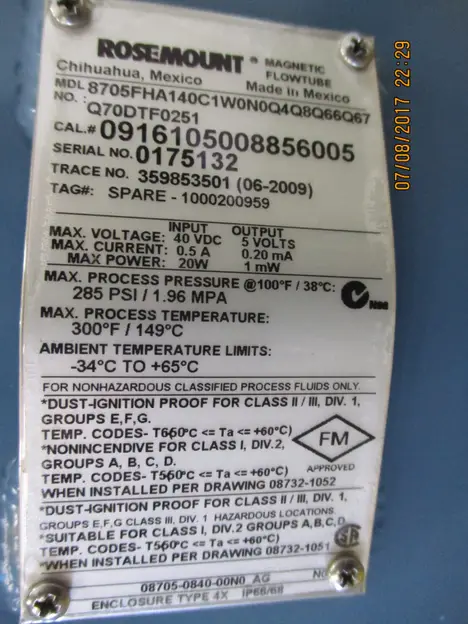 ROSEMOUNT® MAGNETIC FLOWTUBE
Chihuahua, Mexico Made in Mexico
MDL NO.: 8705FHA140C1W0N0Q4Q8Q66Q67
Q70DTF0251
CAL.# 0916105008856005
SERIAL NO. 0175132
TRACE NO. 359853501 (06-2009)
TAG#: SPARE - 1000200959
INPUT OUTPUT
MAX. VOLTAGE: 40 VDC 5 VOLTS
MAX. CURRENT: 0.5 A 0.20 mA
MAX POWER: 20W 1 mW
MAX. PROCESS PRESSURE @100°F / 38°C:
285 PSI / 1.96 MPA
N96
MAX. PROCESS TEMPERATURE:
300°F / 149°C
AMBIENT TEMPERATURE LIMITS:
-34°C TO +65°C
FOR NONHAZARDOUS CLASSIFIED PROCESS FLUIDS ONLY.
*DUST-IGNITION PROOF FOR CLASS II / III, DIV. 1,
GROUPS E,F,G.
TEMP. CODES- T6(-60°C <= Ta <=+60°C)
*NONINCENDIVE FOR CLASS I, DIV.2,
GROUPS A, B, C, D.
TEMP. CODES- T5(-60°C <= Ta <=+60°C)
WHEN INSTALLED PER DRAWING 08732-1052
FM
APPROVED
*DUST-IGNITION PROOF FOR CLASS II / III, DIV. 1,
GROUPS E,F,G CLASS III, DIV. 1 HAZARDOUS LOCATIONS.
*SUITABLE FOR CLASS I, DIV.2 GROUPS A,B,C,D
TEMP. CODES- T5(-60°C <= Ta <= +60°C)
*WHEN INSTALLED PER DRAWING 08732-1051
SA
08705-0840-00N0 AG
ENCLOSURE TYPE 4X IP66/68
07/08/2017 22:29